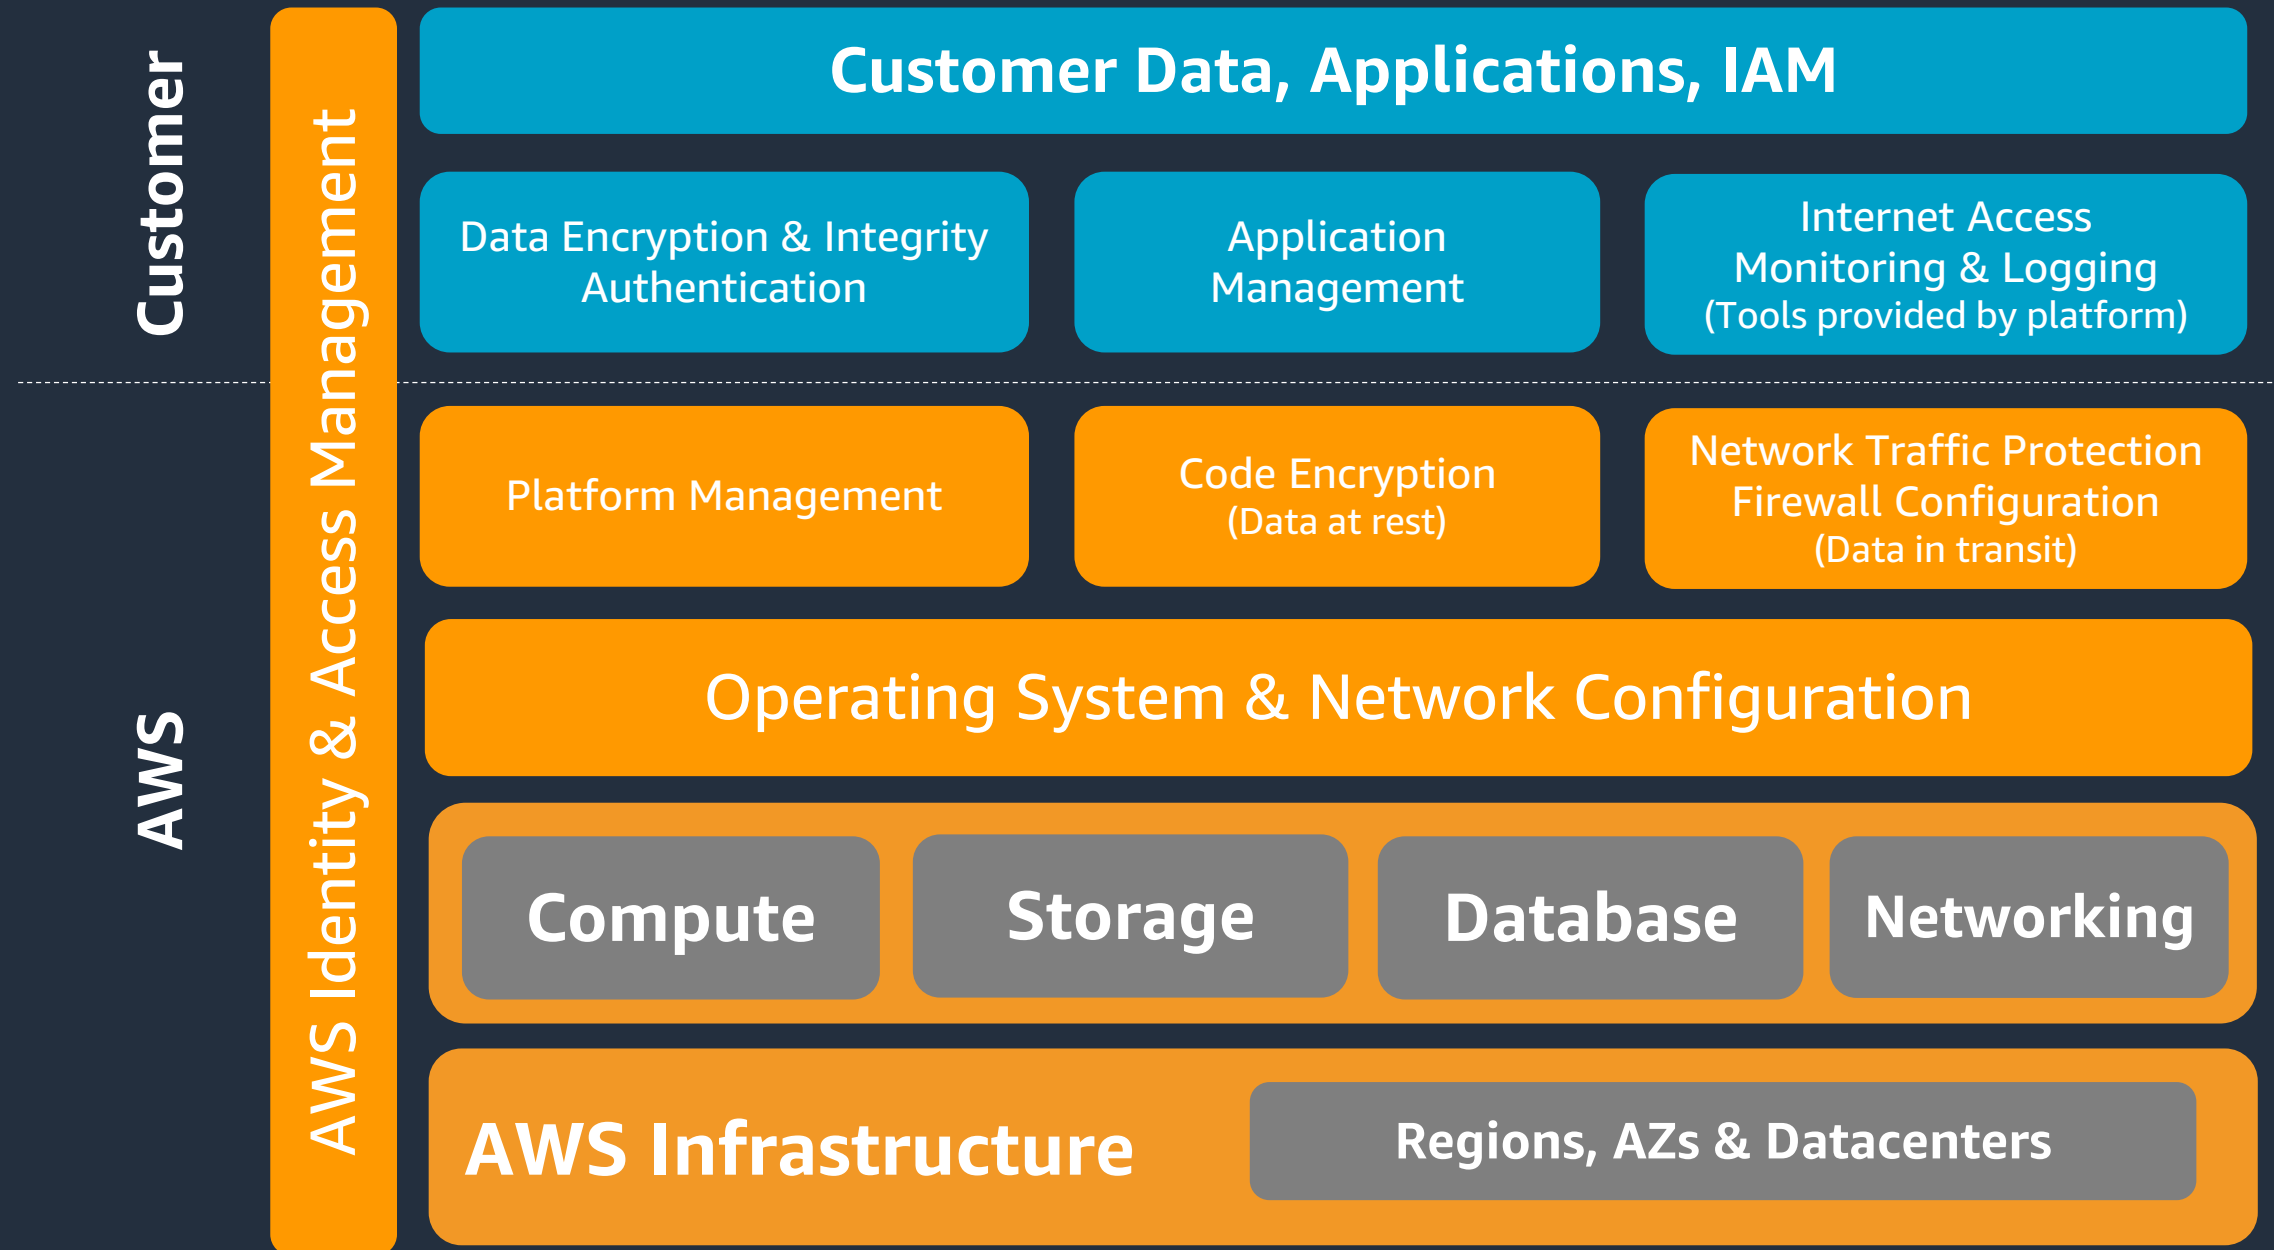 Customer
AWS
AWS Identity & Access Management
Customer Data, Applications, IAM
Data Encryption & Integrity
Authentication
Application
Management
Internet Access
Monitoring & Logging
(Tools provided by platform)
Platform Management
Code Encryption
(Data at rest)
Network Traffic Protection
Firewall Configuration
(Data in transit)
Operating System & Network Configuration
Compute
Storage
Database
Networking
AWS Infrastructure
Regions, AZs & Datacenters